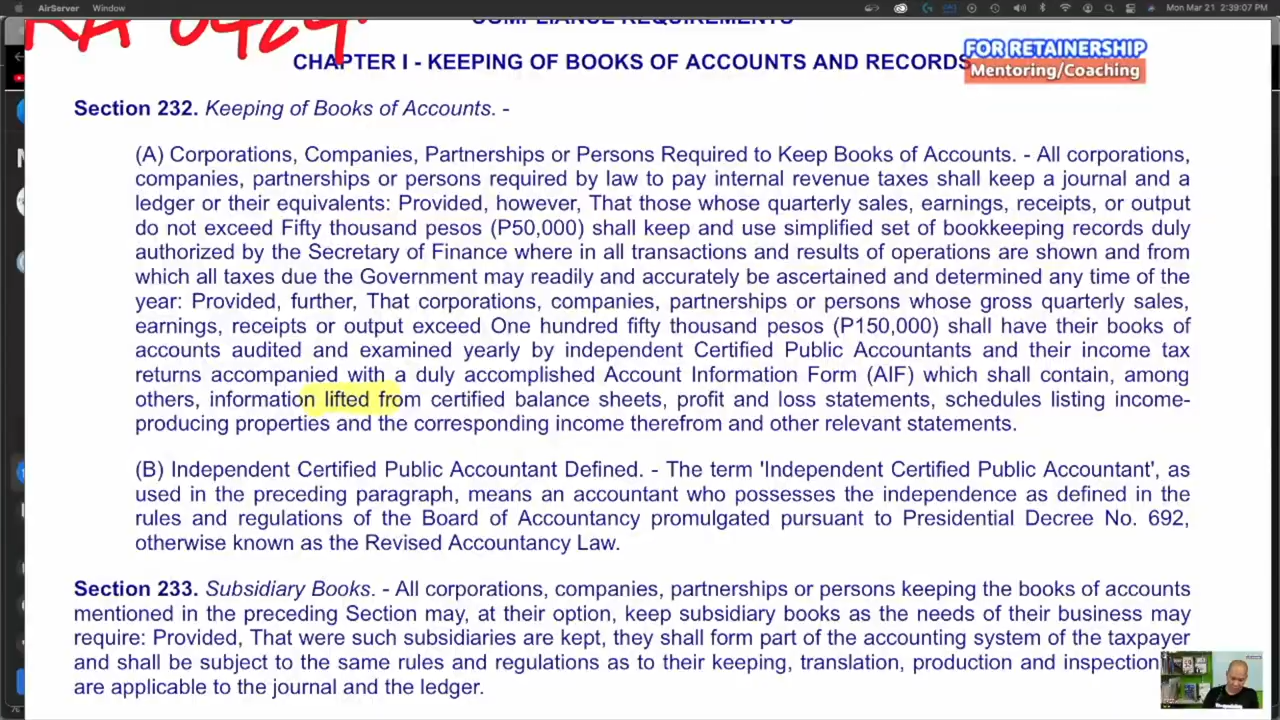 AirServer Window
Mon Mar 21 2:39:07 PM
COMPLIANCE REQUIREMENTS
CHAPTER I - KEEPING OF BOOKS OF ACCOUNTS AND RECORDS
FOR RETAINERSHIP
Mentoring/Coaching
Section 232. Keeping of Books of Accounts. -
(A) Corporations, Companies, Partnerships or Persons Required to Keep Books of Accounts. - All corporations,
companies, partnerships or persons required by law to pay internal revenue taxes shall keep a journal and a
ledger or their equivalents: Provided, however, That those whose quarterly sales, earnings, receipts, or output
do not exceed Fifty thousand pesos (P50,000) shall keep and use simplified set of bookkeeping records duly
authorized by the Secretary of Finance where in all transactions and results of operations are shown and from
which all taxes due the Government may readily and accurately be ascertained and determined any time of the
year: Provided, further, That corporations, companies, partnerships or persons whose gross quarterly sales,
earnings, receipts or output exceed One hundred fifty thousand pesos (P150,000) shall have their books of
accounts audited and examined yearly by independent Certified Public Accountants and their income tax
returns accompanied with a duly accomplished Account Information Form (AIF) which shall contain, among
others, information lifted from certified balance sheets, profit and loss statements, schedules listing income-
producing properties and the corresponding income therefrom and other relevant statements.
(B) Independent Certified Public Accountant Defined. - The term 'Independent Certified Public Accountant', as
used in the preceding paragraph, means an accountant who possesses the independence as defined in the
rules and regulations of the Board of Accountancy promulgated pursuant to Presidential Decree No. 692,
otherwise known as the Revised Accountancy Law.
Section 233. Subsidiary Books. - All corporations, companies, partnerships or persons keeping the books of accounts
mentioned in the preceding Section may, at their option, keep subsidiary books as the needs of their business may
require: Provided, That were such subsidiaries are kept, they shall form part of the accounting system of the taxpayer
and shall be subject to the same rules and regulations as to their keeping, translation, production and inspection
are applicable to the journal and the ledger.